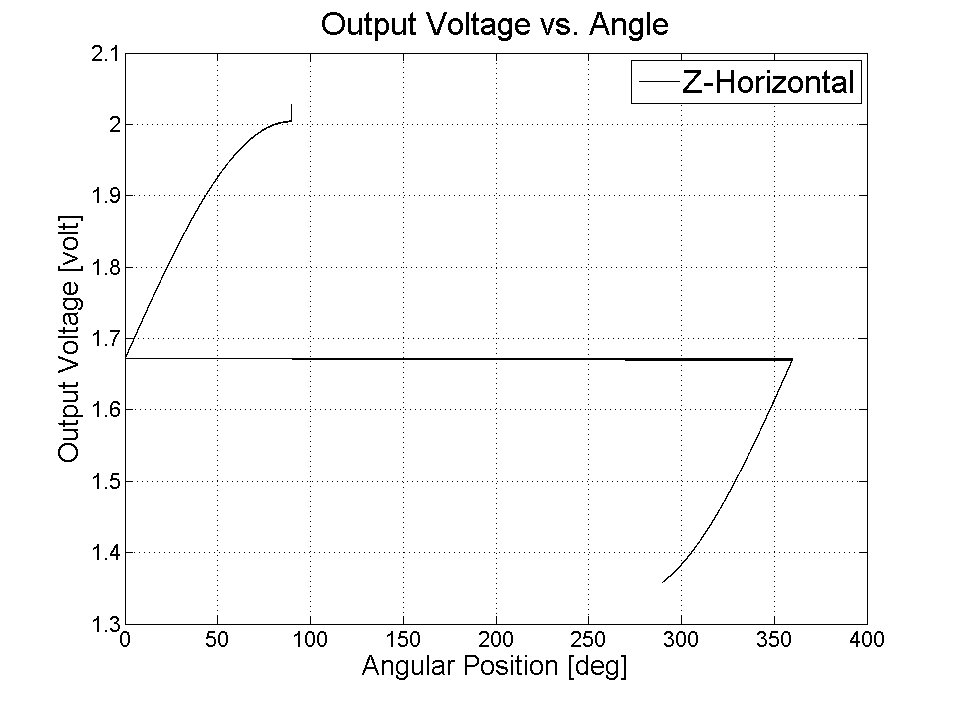 Output Voltage vs. Angle
Z-Horizontal
Output Voltage [volt]
2.1
2
1.9
1.8
1.7
1.6
1.5
1.4
1.3
0 50 100 150 200 250 300 350 400
Angular Position [deg]